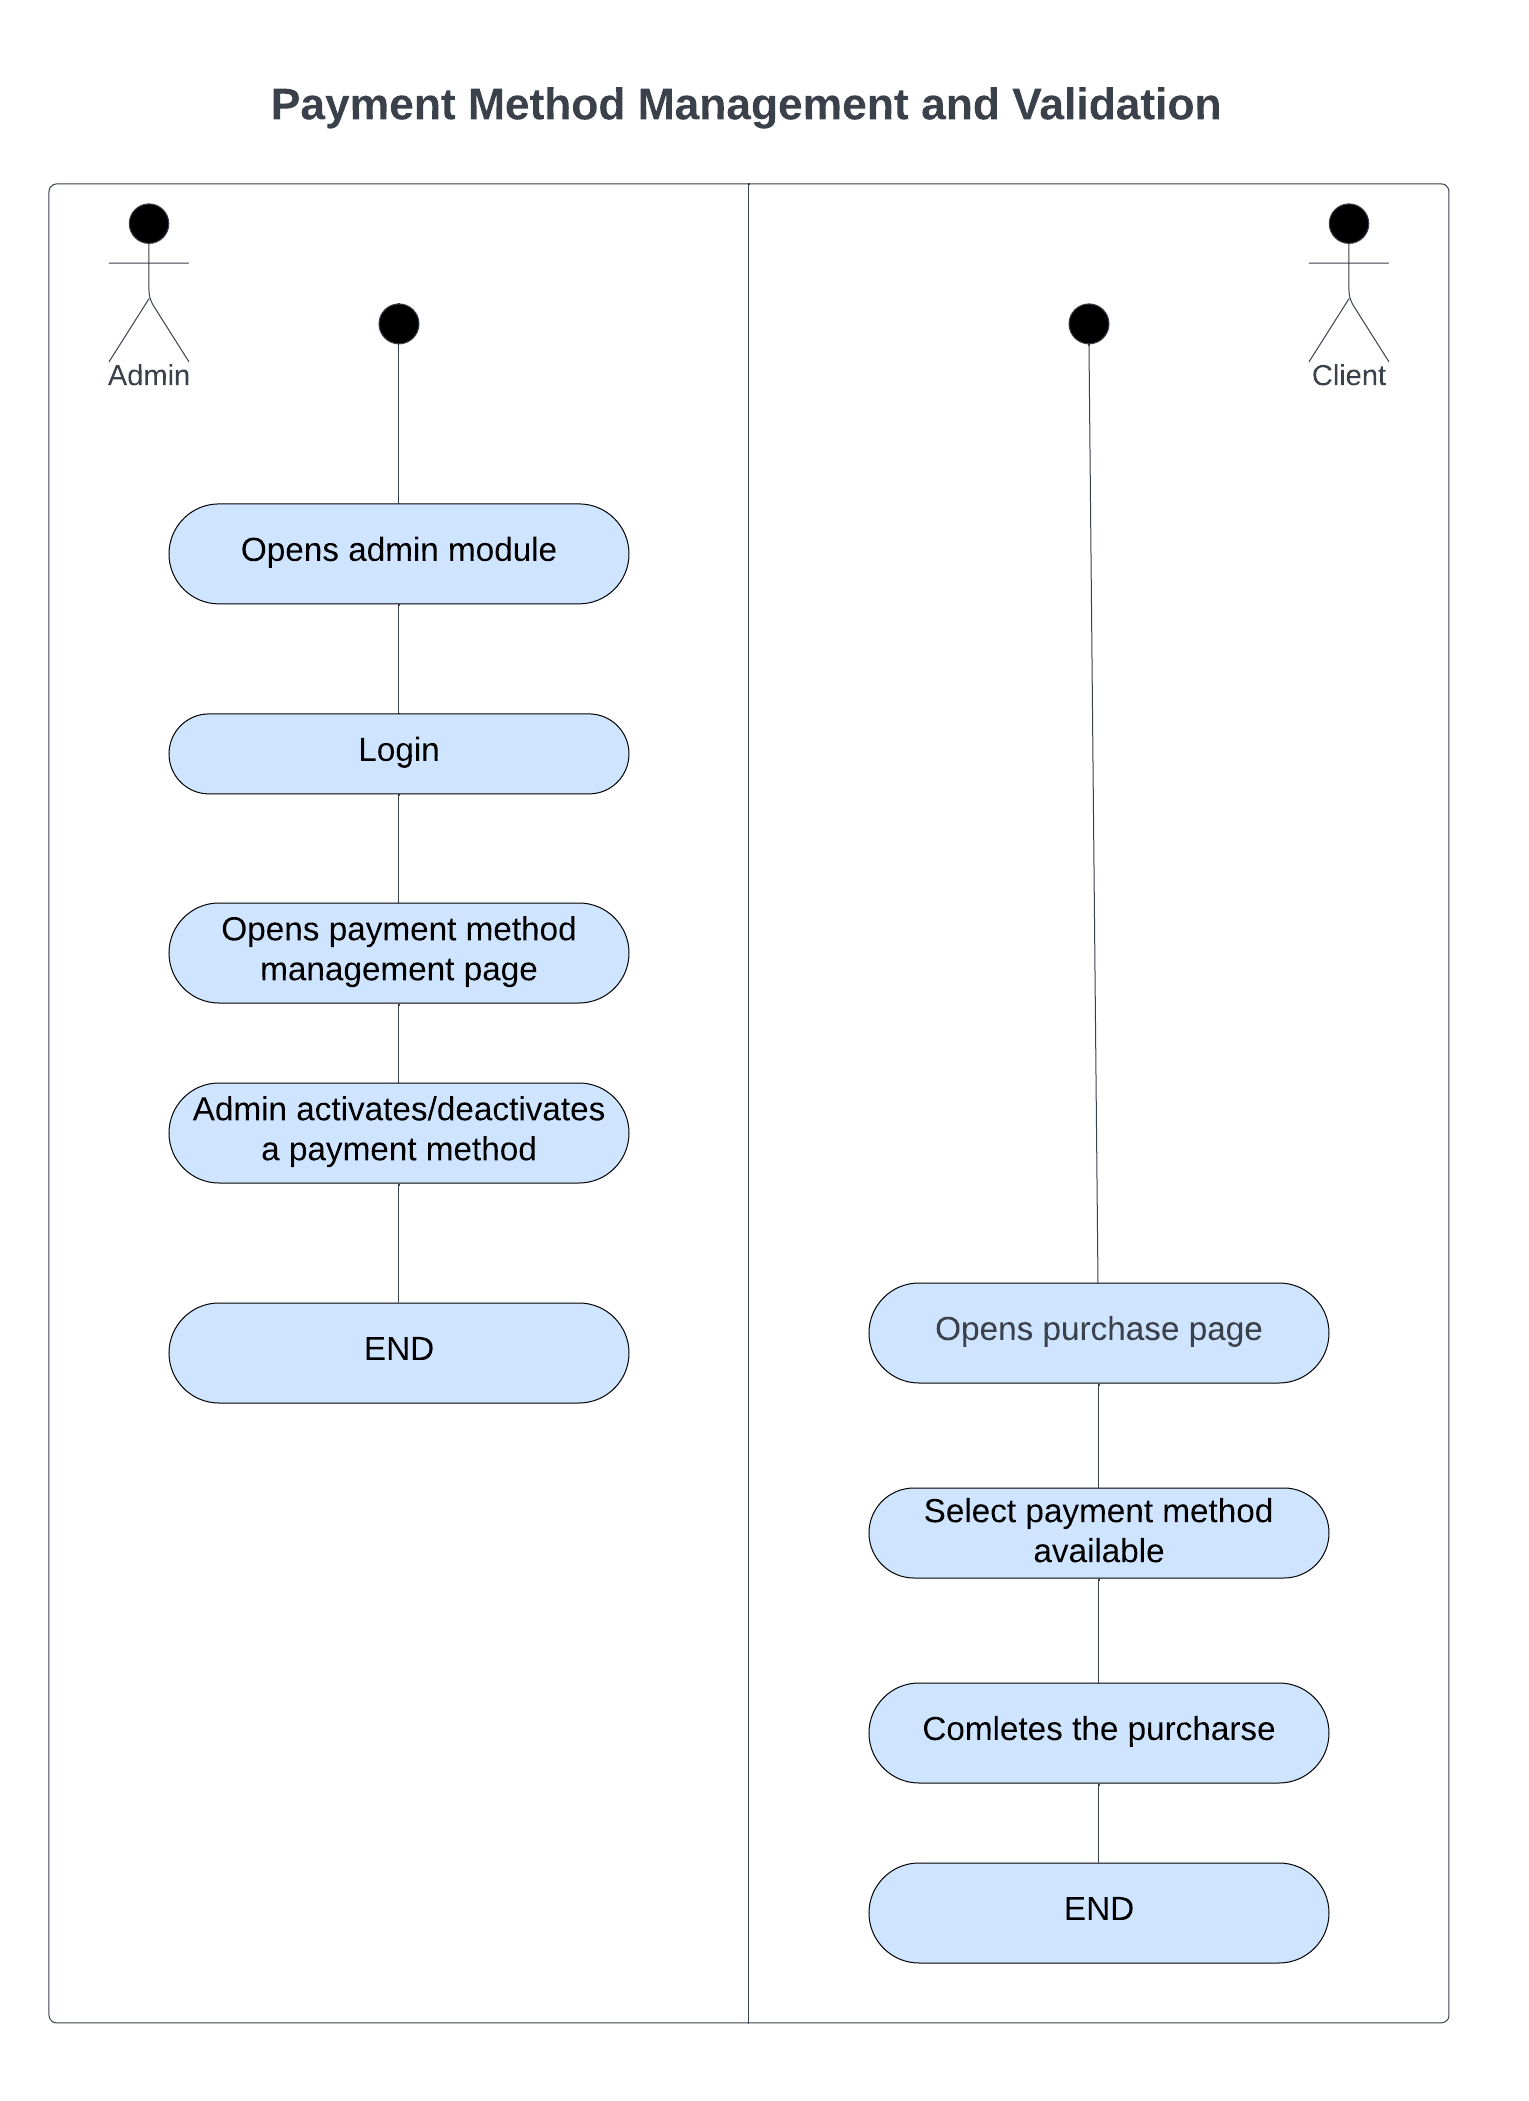 Payment Method Management and Validation
Admin
Client
Opens admin module
Login
Opens payment method
management page
Admin activates/deactivates
a payment method
END
Opens purchase page
Select payment method
available
Comletes the purcharse
END